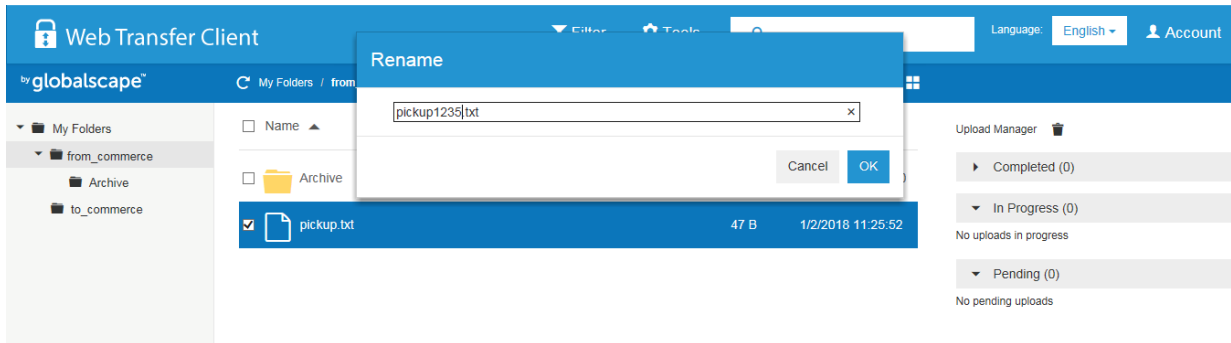 Web Transfer Client
Filter
Tools
Language:
English
Account
by globalscape™
My Folders / from
Rename
pickup1235.txt
×
Cancel
OK
My Folders
from_commerce
Archive
to_commerce
Name
Archive
pickup.txt 47 B 1/2/2018 11:25:52
Upload Manager
Completed (0)
In Progress (0)
No uploads in progress
Pending (0)
No pending uploads